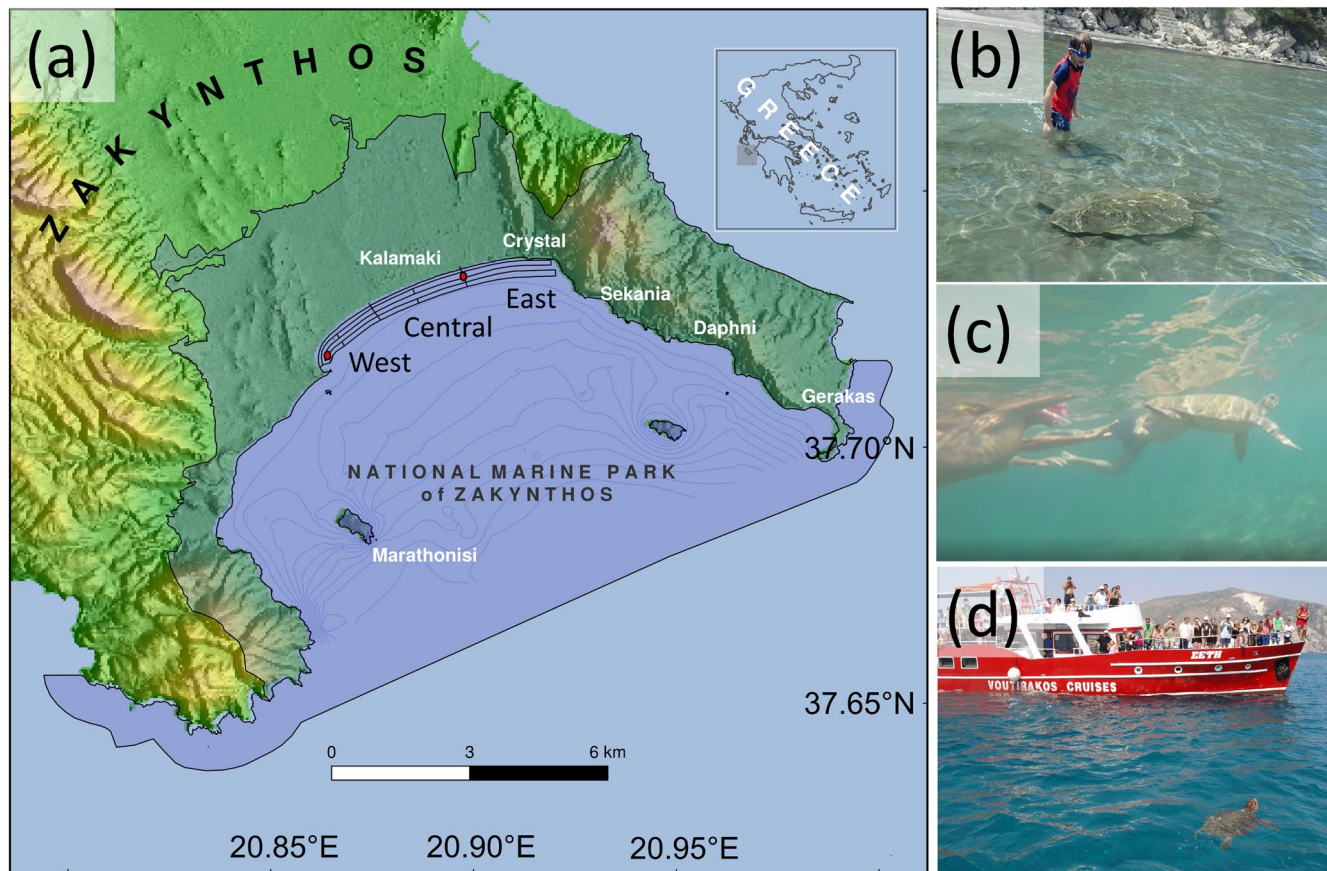 (a)
ZAKYNTHOS
GREECE
Crystal
Kalamaki
East
Sekania
Central
Daphni
West
Gerakas
37.70°N
NATIONAL MARINE PARK
of ZAKYNTHOS
Marathonisi
37.65°N
0 3 6 km
20.85°E 20.90°E 20.95°E
(b)
(c)
(d)
EETH
VOUTIRAKOS CRUISES